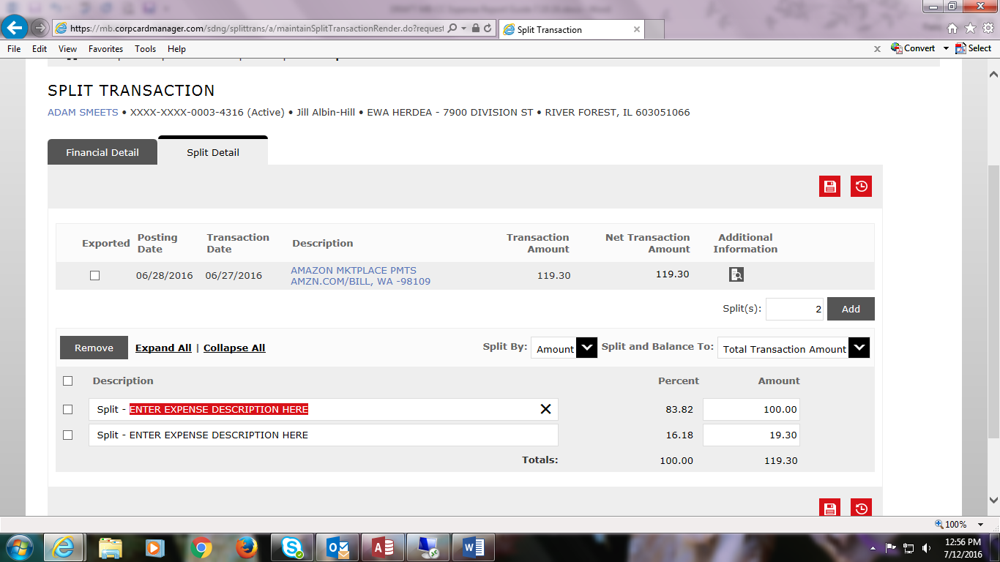 https://mb.corpcardmanager.com/sdng/splittrans/a/maintainSplitTransactionRender.do?request
Split Transaction
File Edit View Favorites Tools Help
x Convert Select
SPLIT TRANSACTION
ADAM SMEETS • XXXX-XXXX-0003-4316 (Active) • Jill Albin-Hill • EWA HERDEA - 7900 DIVISION ST • RIVER FOREST, IL 603051066
Financial Detail Split Detail
Exported Posting Date Transaction Date Description Transaction Amount Net Transaction Amount Additional Information
06/28/2016 06/27/2016 AMAZON MKTPLACE PMTS 119.30 119.30
AMZN.COM/BILL, WA -98109
Split(s): 2 Add
Remove Expand All | Collapse All Split By: Amount Split and Balance To: Total Transaction Amount
Description Percent Amount
Split - ENTER EXPENSE DESCRIPTION HERE 83.82 100.00
Split - ENTER EXPENSE DESCRIPTION HERE 16.18 19.30
Totals: 100.00 119.30
100%
12:56 PM
7/12/2016